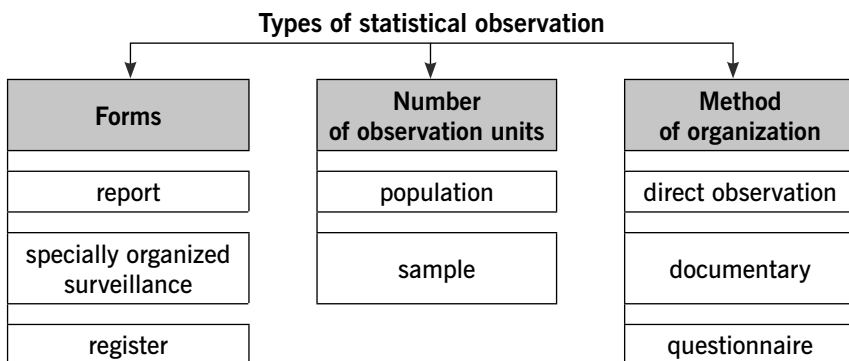 Types of statistical observation
Forms
report
specially organized
surveillance
register
Number
of observation units
population
sample
Method
of organization
direct observation
documentary
questionnaire